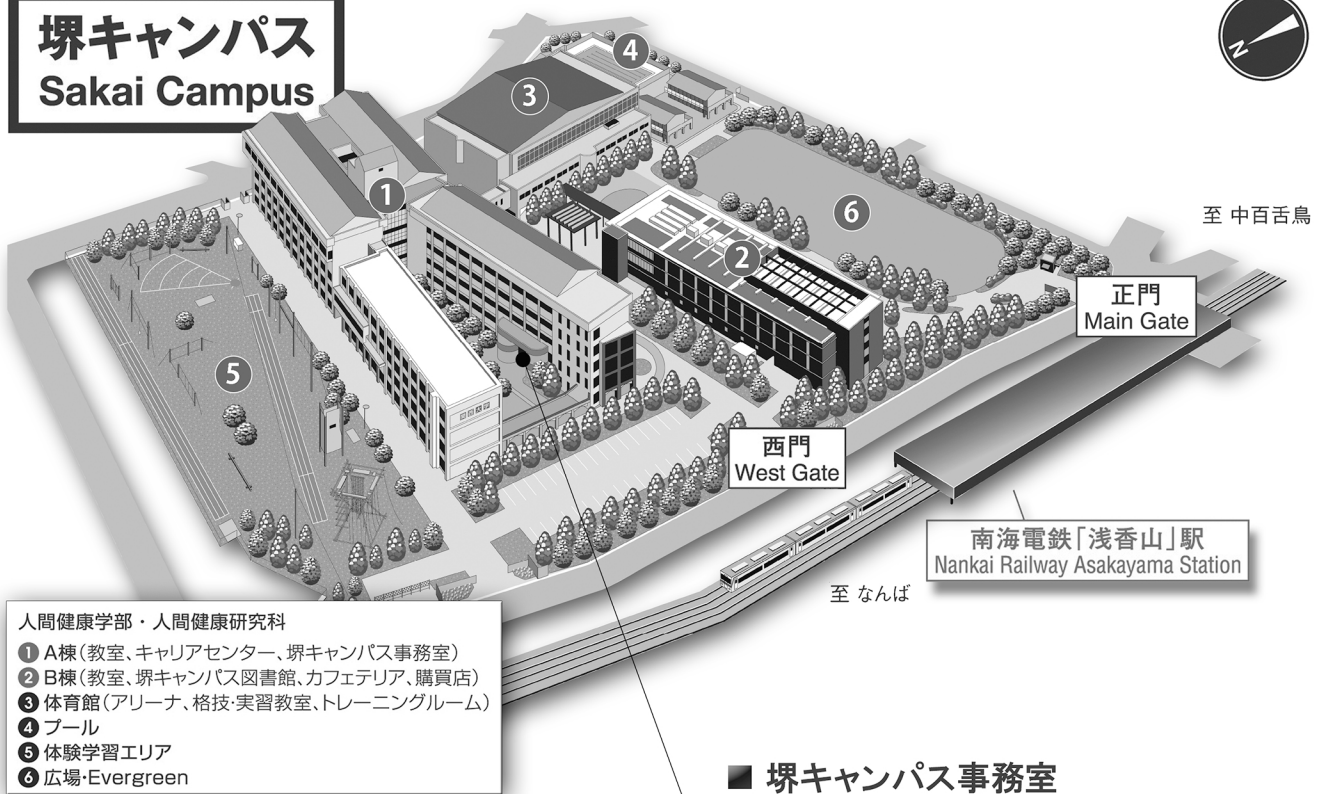 堺キャンパス
Sakai Campus
N
4
3
1
6
2
5
至 中百舌鳥
正門
Main Gate
西門
West Gate
南海電鉄「浅香山」駅
Nankai Railway Asakayama Station
至 なんば
人間健康学部・人間健康研究科
1 A棟(教室、キャリアセンター、堺キャンパス事務室)
2 B棟(教室、堺キャンパス図書館、カフェテリア、購買店)
3 体育館(アリーナ、格技・実習教室、トレーニングルーム)
4 プール
5 体験学習エリア
6 広場・Evergreen
■ 堺キャンパス事務室